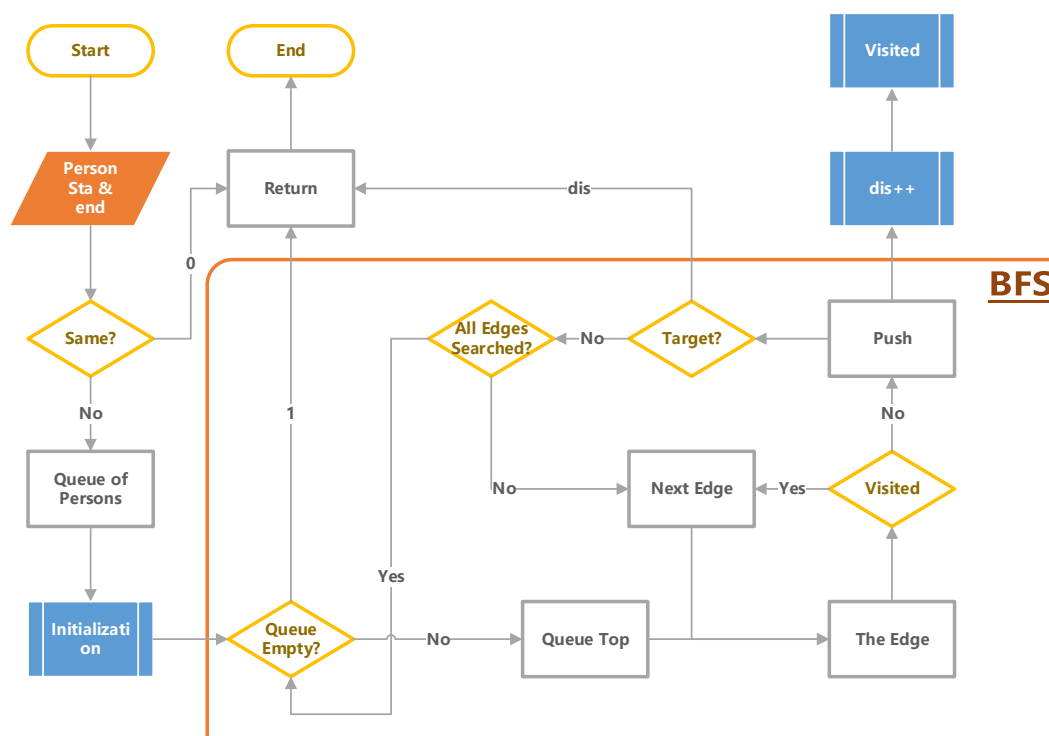 Start
End
Visited
Person
Sta &
end
Return
dis
dis++
0
BFS
Same?
All Edges
Searched?
No
Target?
Push
No
1
No
Queue of
Persons
No
Next Edge
Yes
Visited
Yes
Initializati
on
Queue
Empty?
No
Queue Top
The Edge